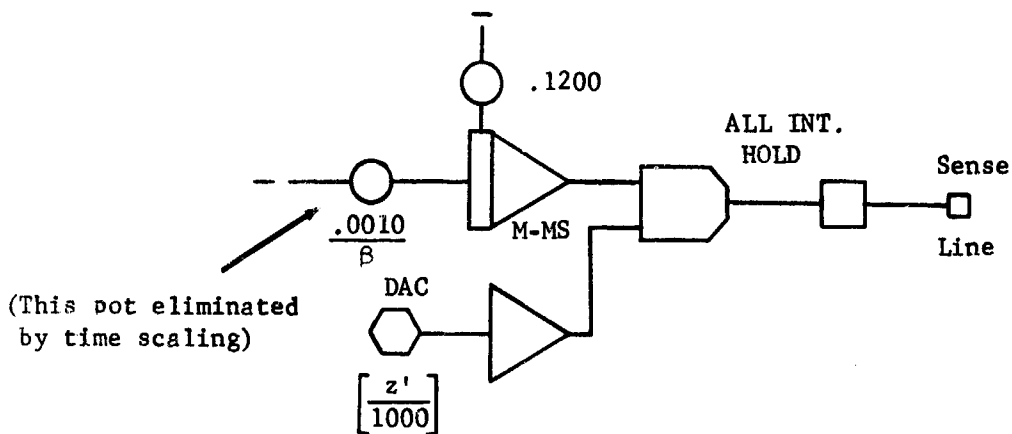 .1200
ALL INT.
HOLD
Sense
Line
.0010
β
M-MS
(This pot eliminated
by time scaling)
DAC
[z'
1000]